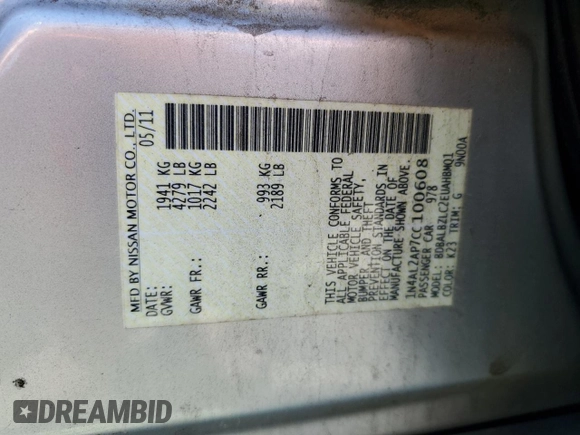 MFD BY NISSAN MOTOR CO., LTD.
DATE: 05/11
GVWR: 1941 KG
4279 LB
GAWR FR.: 1017 KG
2242 LB
GAWR RR.: 993 KG
2189 LB
THIS VEHICLE CONFORMS TO
ALL APPLICABLE FEDERAL
MOTOR VEHICLE SAFETY,
BUMPER, AND THEFT
PREVENTION STANDARDS IN
EFFECT ON THE DATE OF
MANUFACTURE SHOWN ABOVE.
1N4AL2AP7CC100608
PASSENGER CAR 978
MODEL: BDBALBZLC2EUAHBMQ1
COLOR: K23 TRIM: G 9N00A
DREAMBID